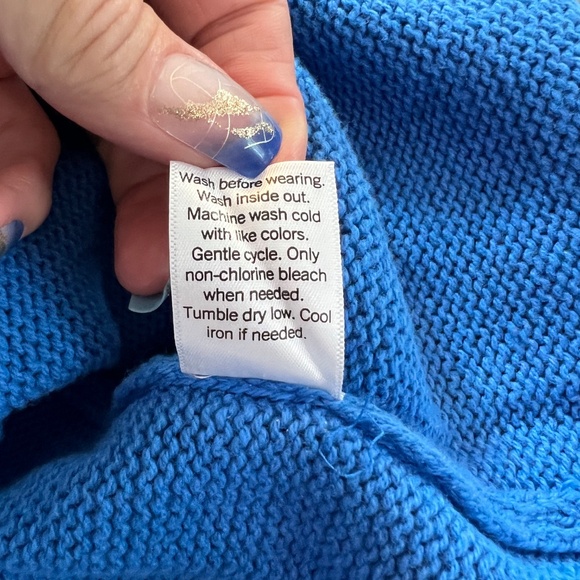 Wash before wearing.
Wash inside out.
Machine wash cold
with like colors.
Gentle cycle. Only
non-chlorine bleach
when needed.
Tumble dry low. Cool
iron if needed.